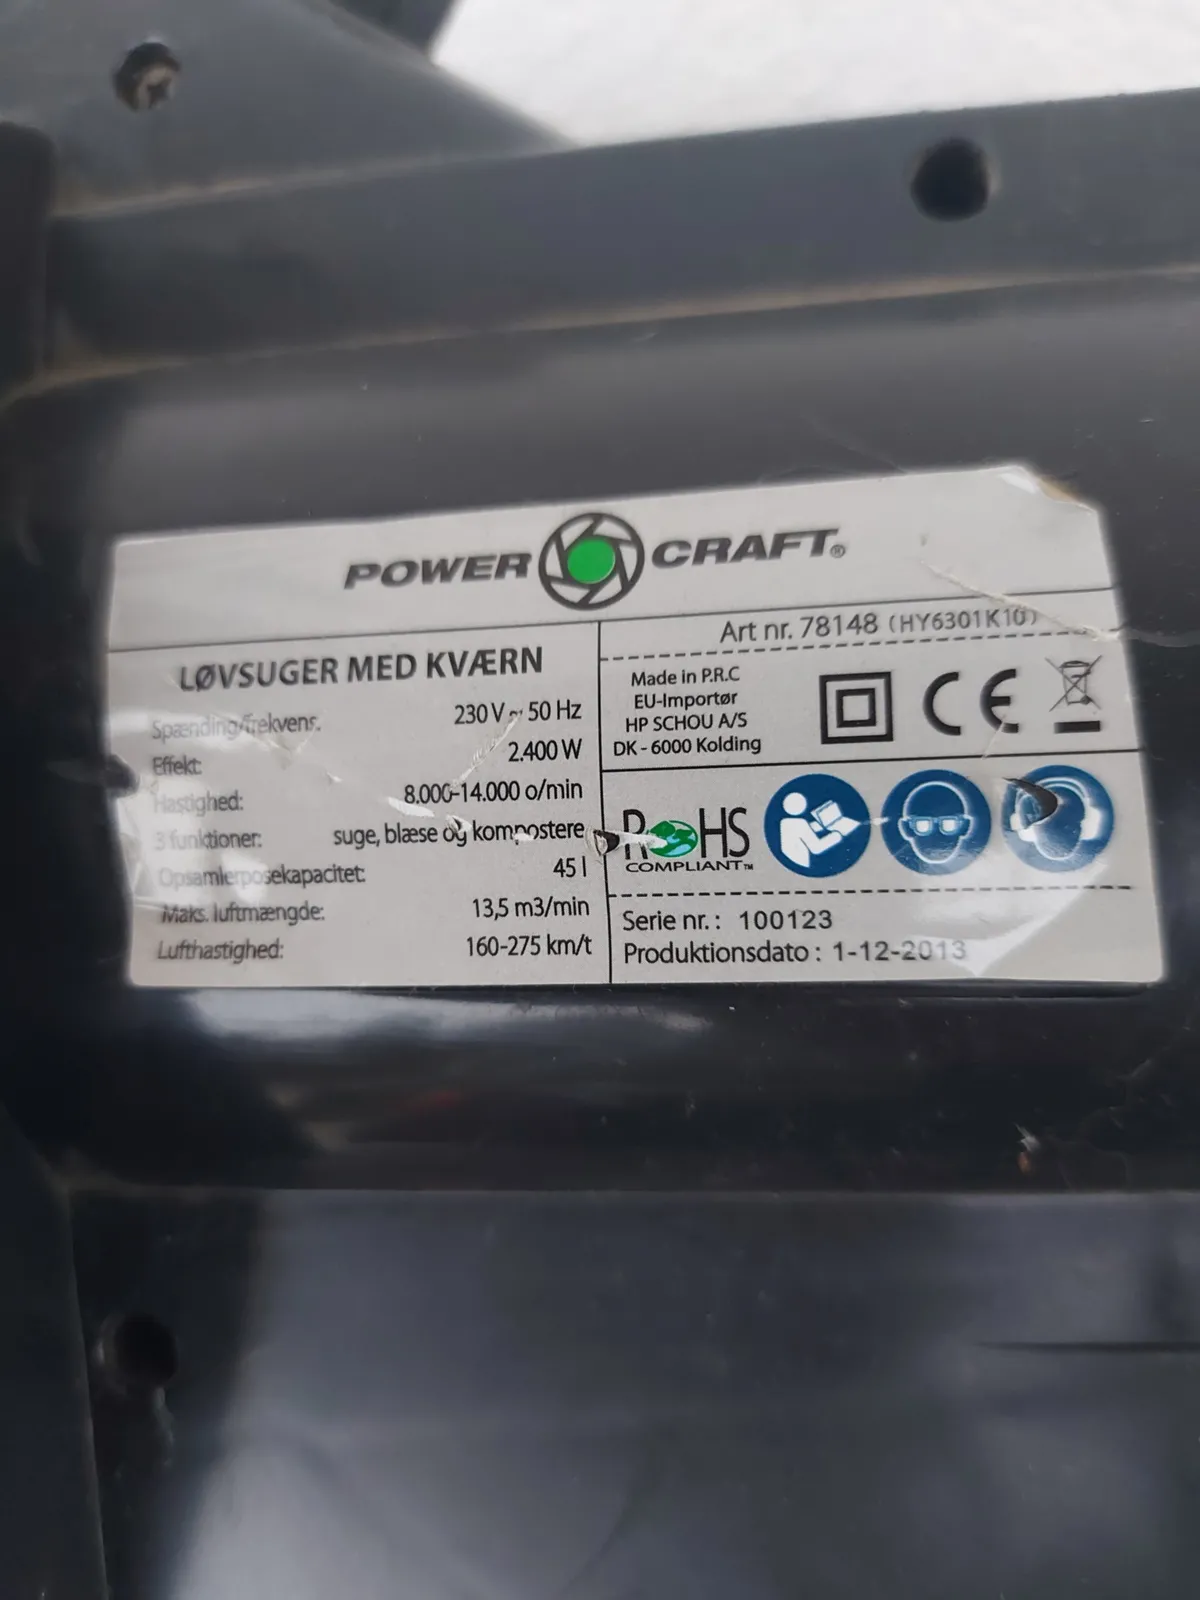 POWER CRAFT®
LØVSUGER MED KVÆRN
Spænding/frekvens: 230 V ~ 50 Hz
Effekt: 2.400 W
Hastighed: 8.000-14.000 o/min
3 funktioner: suge, blæse og kompostere
Opsamlerposekapacitet: 45 l
Maks. luftmængde: 13,5 m3/min
Lufthastighed: 160-275 km/t
Art nr. 78148 (HY6301K10)
Made in P.R.C
EU-Importør
HP SCHOU A/S
DK - 6000 Kolding
CE
RoHS
COMPLIANT™
Serie nr.: 100123
Produktionsdato : 1-12-2013